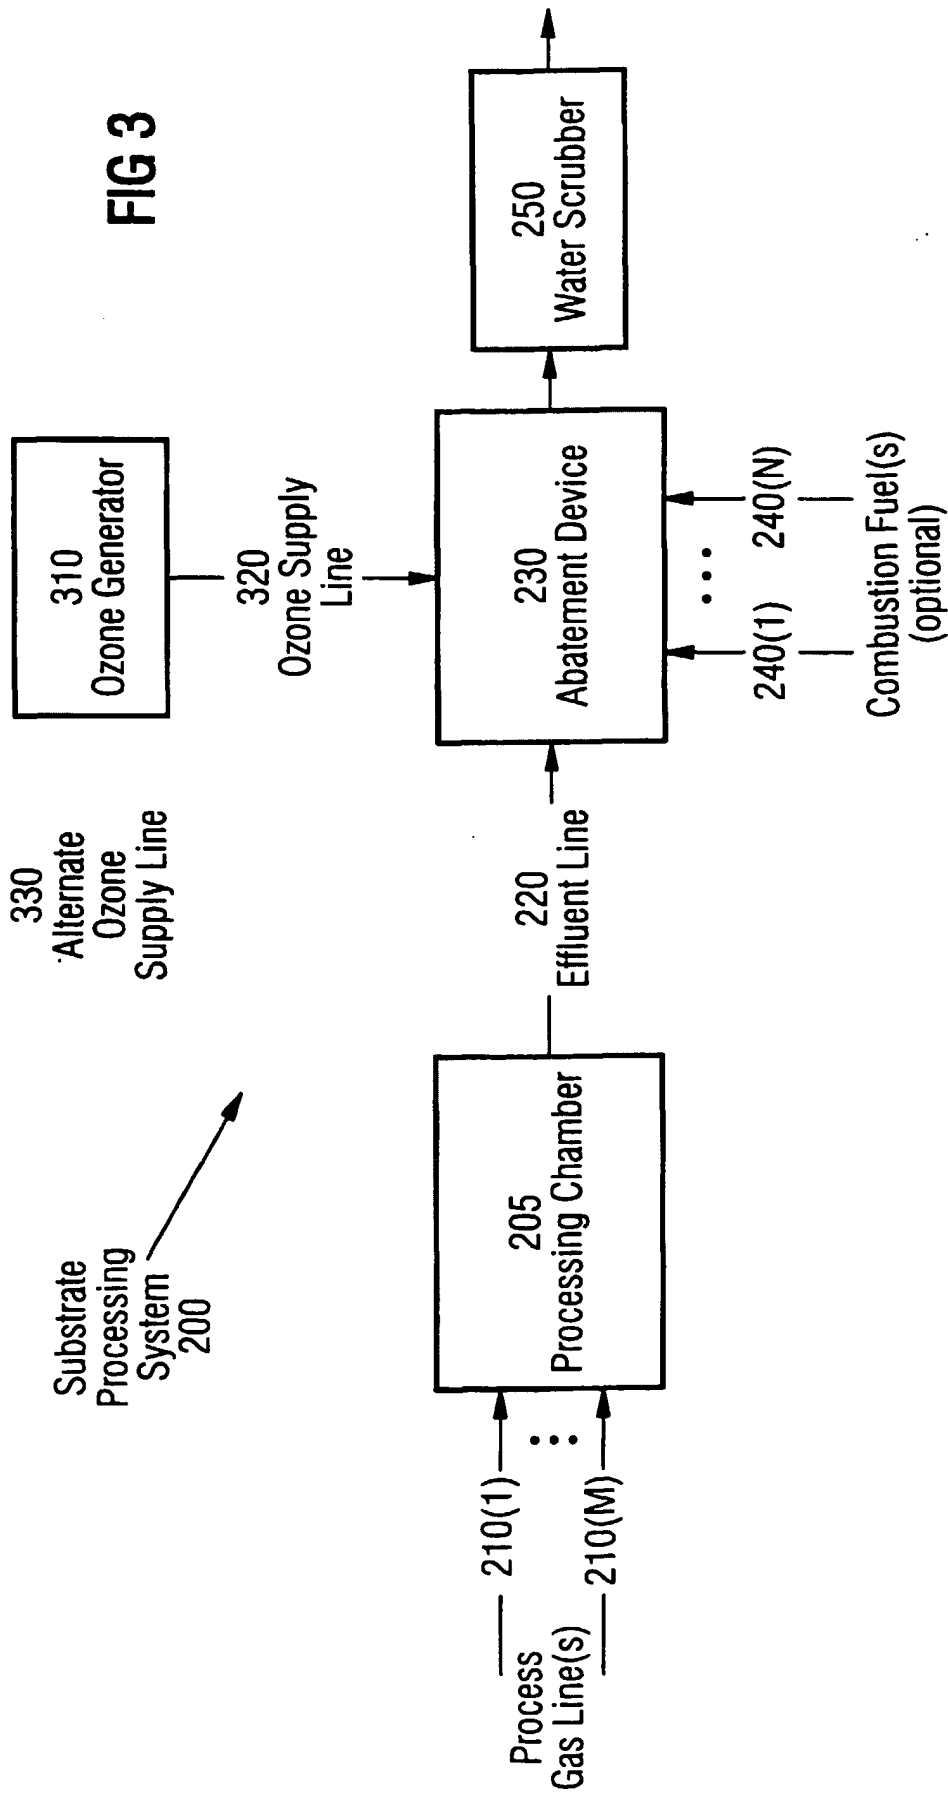 FIG 3
310
Ozone Generator
330
Alternate
Ozone
Supply Line
320
Ozone Supply
Line
Substrate
Processing
System
200
Process
Gas Line(s)
210(1)
210(M)
205
Processing Chamber
220
Effluent Line
230
Abatement Device
250
Water Scrubber
240(1)
240(N)
Combustion Fuel(s)
(optional)